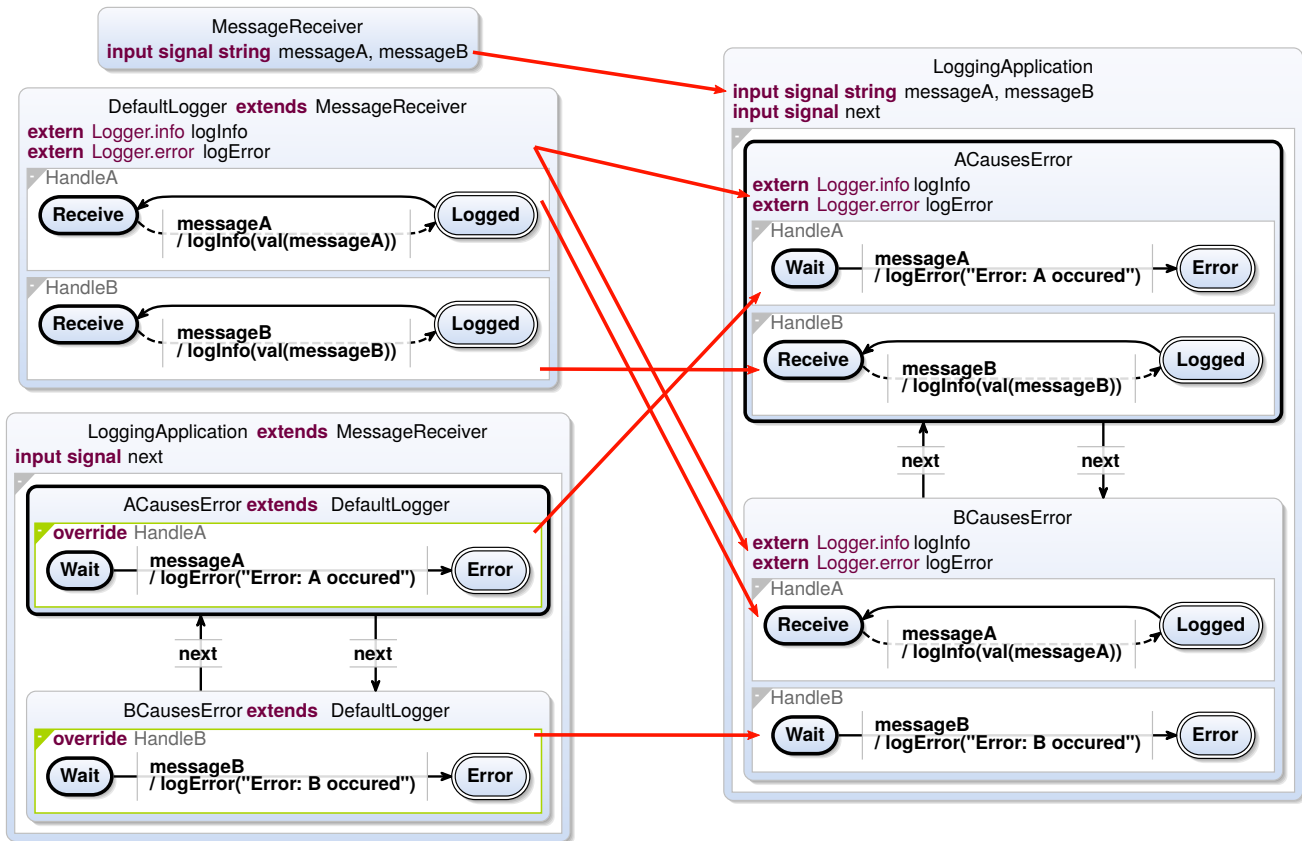 MessageReceiver
input signal string messageA, messageB
DefaultLogger extends MessageReceiver
extern Logger.info logInfo
extern Logger.error logError
- HandleA
Receive
messageA
/ logInfo(val(messageA))
Logged
- HandleB
Receive
messageB
/ logInfo(val(messageB))
Logged
LoggingApplication extends MessageReceiver
input signal next
-
ACausesError extends DefaultLogger
- override HandleA
Wait
messageA
/ logError("Error: A occured")
Error
next
next
BCausesError extends DefaultLogger
- override HandleB
Wait
messageB
/ logError("Error: B occured")
Error
LoggingApplication
input signal string messageA, messageB
input signal next
-
ACausesError
extern Logger.info logInfo
extern Logger.error logError
- HandleA
Wait
messageA
/ logError("Error: A occured")
Error
- HandleB
Receive
messageB
/ logInfo(val(messageB))
Logged
next
next
BCausesError
extern Logger.info logInfo
extern Logger.error logError
- HandleA
Receive
messageA
/ logInfo(val(messageA))
Logged
- HandleB
Wait
messageB
/ logError("Error: B occured")
Error